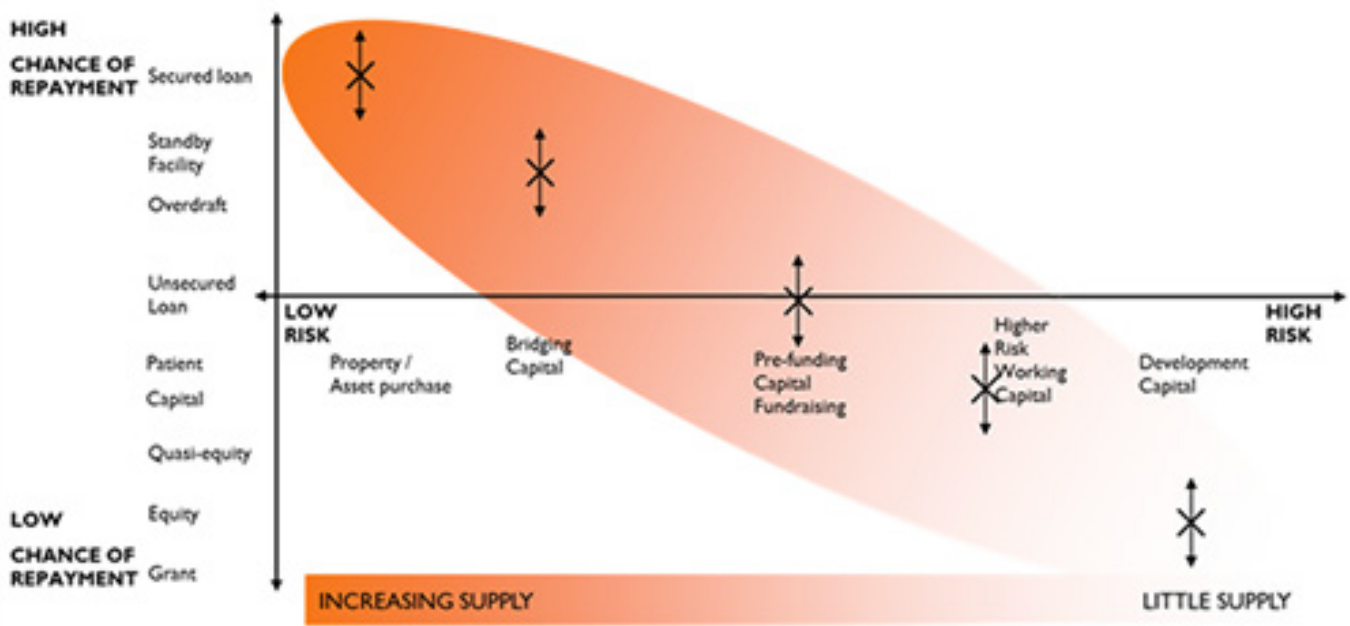 HIGH
CHANCE OF
REPAYMENT
Secured loan
Standby
Facility
Overdraft
Unsecured
Loan
Patient
Capital
Quasi-equity
Equity
Grant
LOW
CHANCE OF
REPAYMENT
LOW
RISK
HIGH
RISK
Property /
Asset purchase
Bridging
Capital
Pre-funding
Capital
Fundraising
Higher
Risk
Working
Capital
Development
Capital
INCREASING SUPPLY
LITTLE SUPPLY